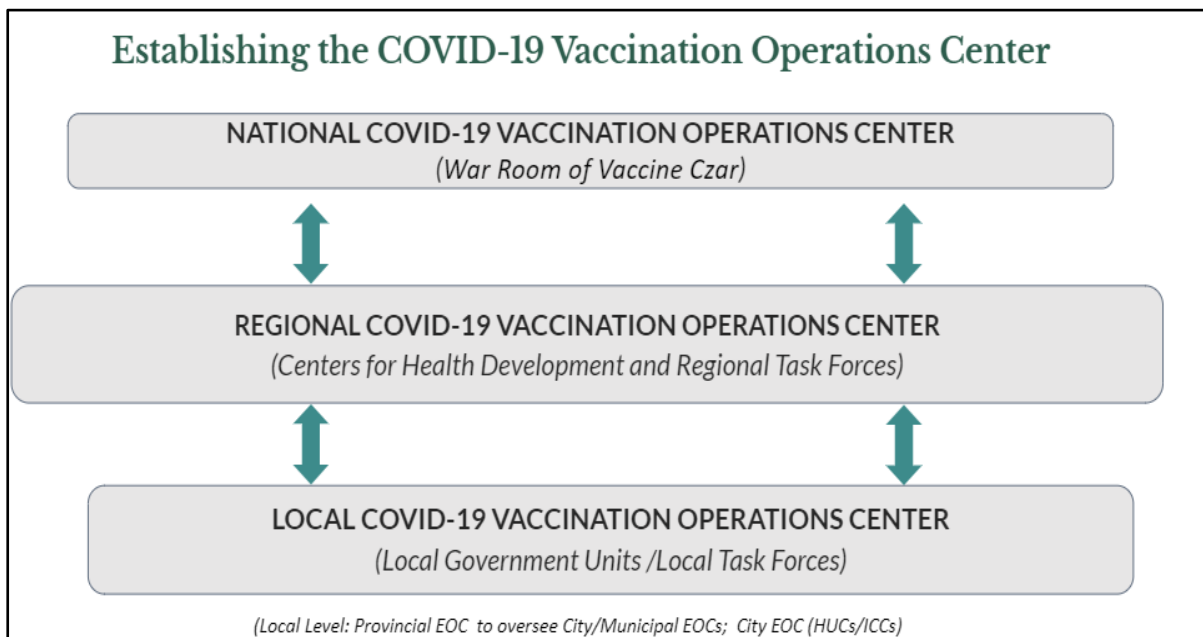 Establishing the COVID-19 Vaccination Operations Center
NATIONAL COVID-19 VACCINATION OPERATIONS CENTER
(War Room of Vaccine Czar)
REGIONAL COVID-19 VACCINATION OPERATIONS CENTER
(Centers for Health Development and Regional Task Forces)
LOCAL COVID-19 VACCINATION OPERATIONS CENTER
(Local Government Units /Local Task Forces)
(Local Level: Provincial EOC to oversee City/Municipal EOCs; City EOC (HUCs/ICCs)